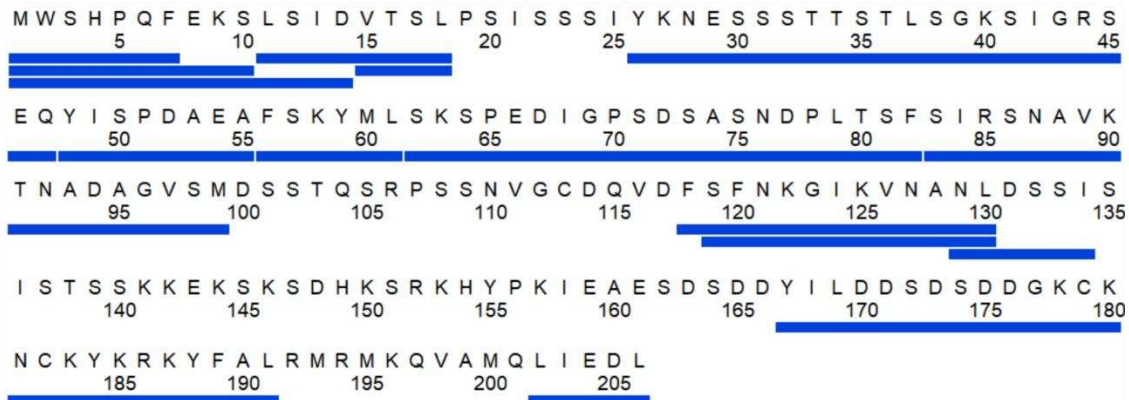 M W S H P Q F E K S L S I D V T S L P S I S S S I Y K N E S S S T T S T L S G K S I G R S
5 10 15 20 25 30 35 40 45
E Q Y I S P D A E A F S K Y M L S K S P E D I G P S D S A S N D P L T S F S I R S N A V K
50 55 60 65 70 75 80 85 90
T N A D A G V S M D S S T Q S R P S S N V G C D Q V D F S F N K G I K V N A N L D S S I S
95 100 105 110 115 120 125 130 135
I S T S S K K E K S K S D H K S R K H Y P K I E A E S D S D D Y I L D D S D S D D G K C K
140 145 150 155 160 165 170 175 180
N C K Y K R K Y F A L R M R M K Q V A M Q L I E D L
185 190 195 200 205